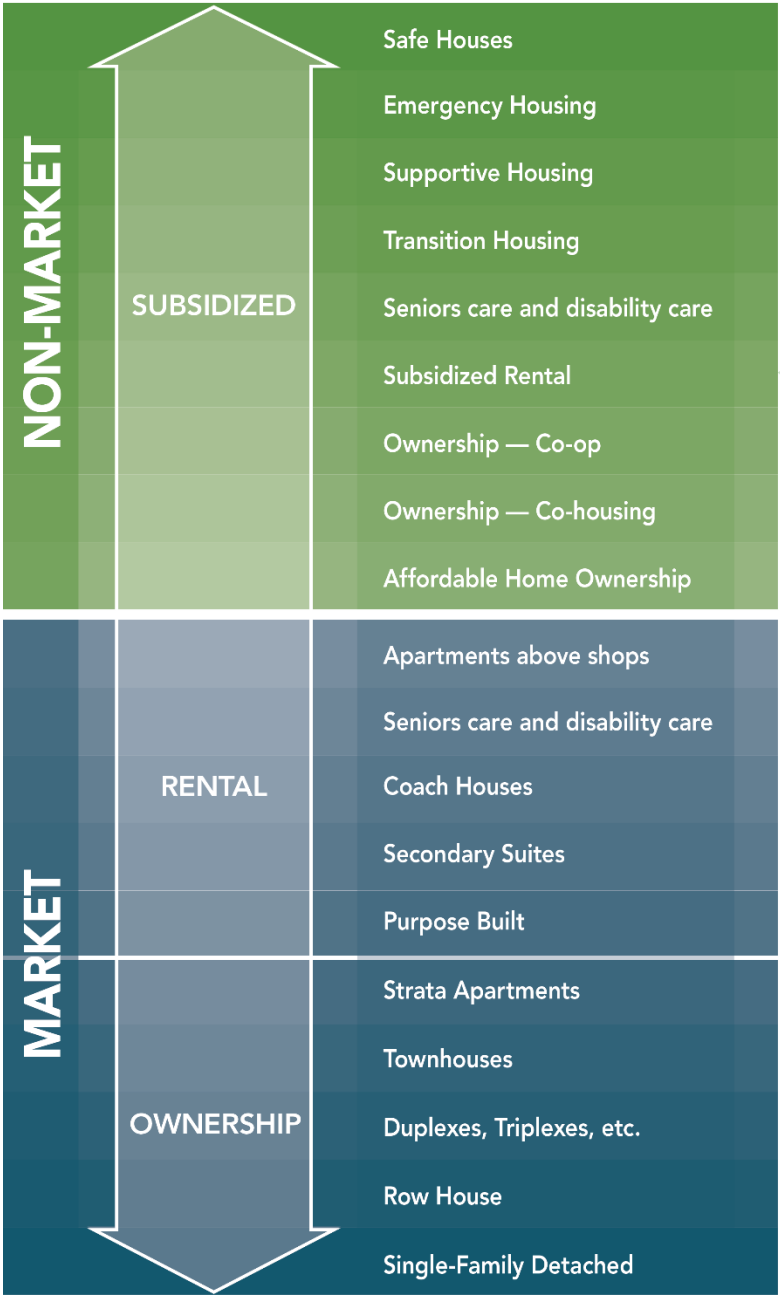 NON-MARKET
SUBSIDIZED
Safe Houses
Emergency Housing
Supportive Housing
Transition Housing
Seniors care and disability care
Subsidized Rental
Ownership — Co-op
Ownership — Co-housing
Affordable Home Ownership
MARKET
RENTAL
Apartments above shops
Seniors care and disability care
Coach Houses
Secondary Suites
Purpose Built
OWNERSHIP
Strata Apartments
Townhouses
Duplexes, Triplexes, etc.
Row House
Single-Family Detached